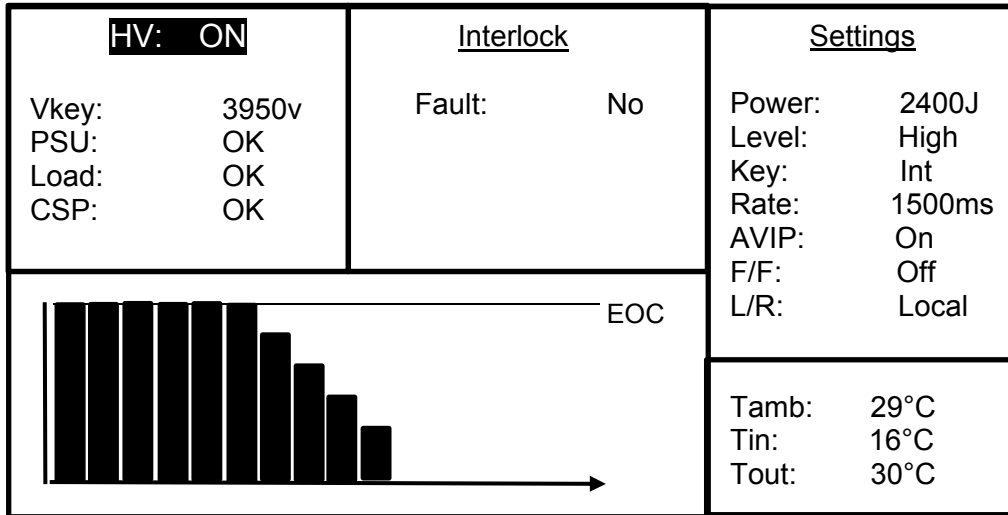 HV: ON
Vkey: 3950v
PSU: OK
Load: OK
CSP: OK
Interlock
Fault: No
Settings
Power: 2400J
Level: High
Key: Int
Rate: 1500ms
AVIP: On
F/F: Off
L/R: Local
EOC
Tamb: 29°C
Tin: 16°C
Tout: 30°C